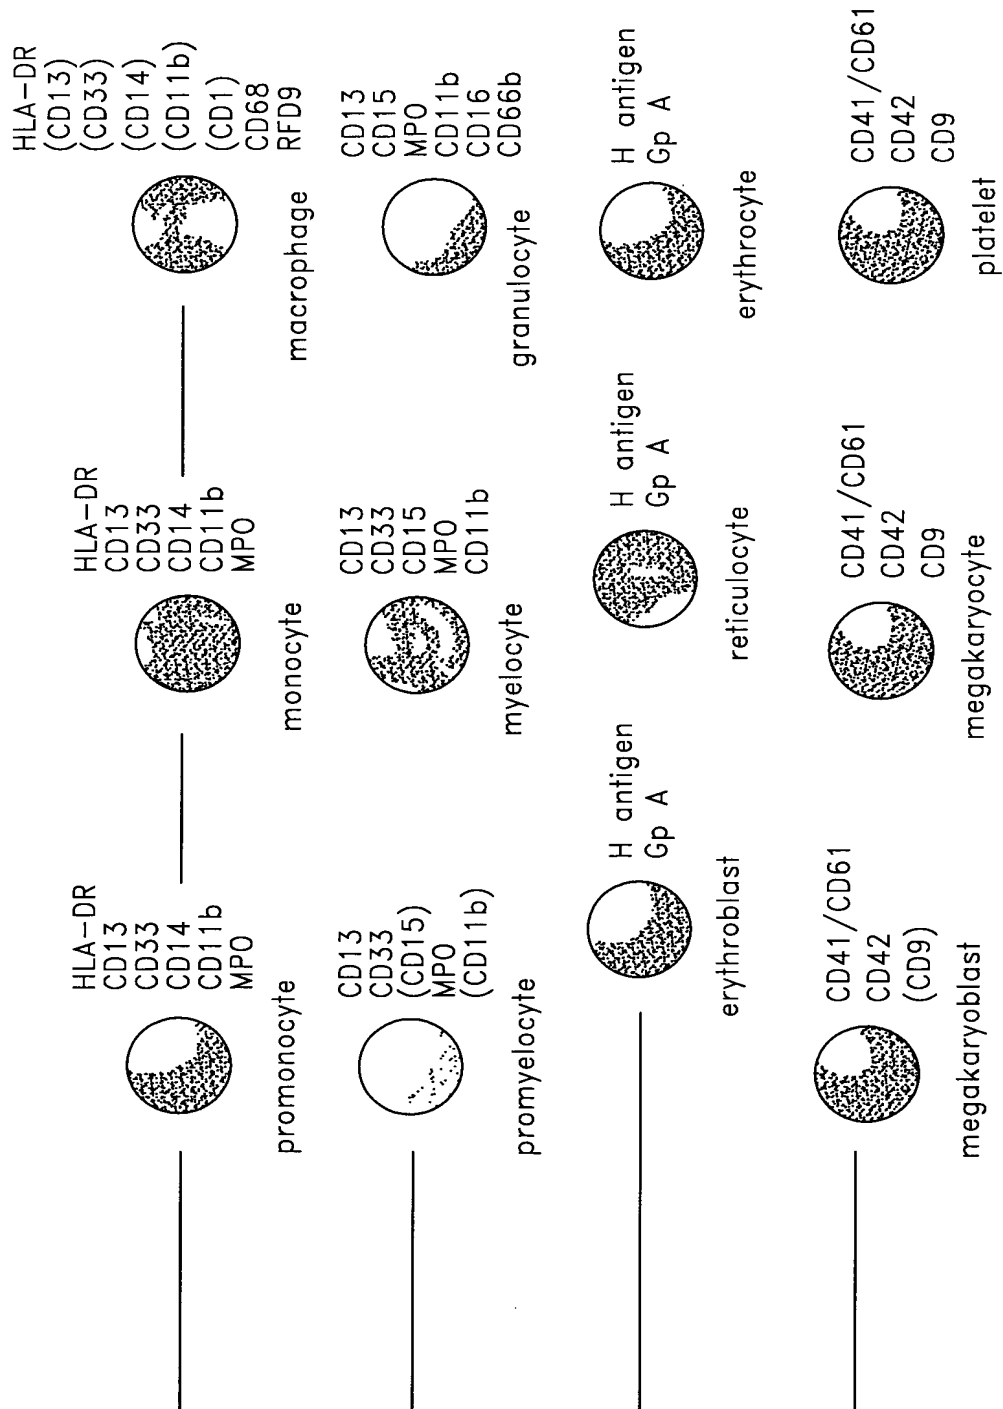 HLA-DR
CD13
CD33
CD14
CD11b
MPO
promonocyte
HLA-DR
CD13
CD33
CD14
CD11b
MPO
monocyte
HLA-DR
(CD13)
(CD33)
(CD14)
(CD11b)
(CD1)
CD68
RFD9
macrophage
CD13
CD33
(CD15)
MPO
(CD11b)
promyelocyte
CD13
CD33
CD15
MPO
CD11b
myelocyte
CD13
CD15
MPO
CD11b
CD16
CD66b
granulocyte
H antigen
Gp A
erythroblast
H antigen
Gp A
reticulocyte
H antigen
Gp A
erythrocyte
CD41/CD61
CD42
(CD9)
megakaryoblast
CD41/CD61
CD42
CD9
megakaryocyte
CD41/CD61
CD42
CD9
platelet